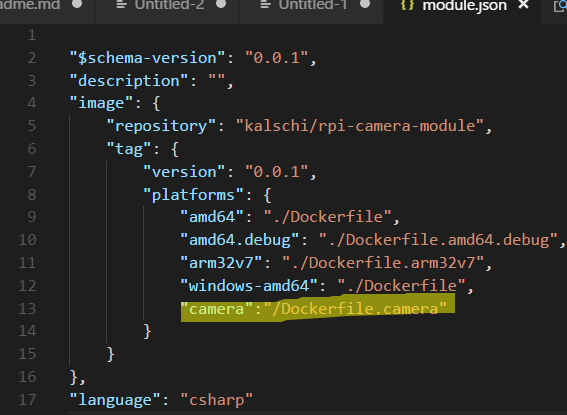 adme.md Untitled-2 Untitled-1 {} module.json
1
2 "$schema-version": "0.0.1",
3 "description": "",
4 "image": {
5 "repository": "kalschi/rpi-camera-module",
6 "tag": {
7 "version": "0.0.1",
8 "platforms": {
9 "amd64": "./Dockerfile",
10 "amd64.debug": "./Dockerfile.amd64.debug",
11 "arm32v7": "./Dockerfile.arm32v7",
12 "windows-amd64": "./Dockerfile",
13 "camera":"/Dockerfile.camera"
14 }
15 }
16 },
17 "language": "csharp"